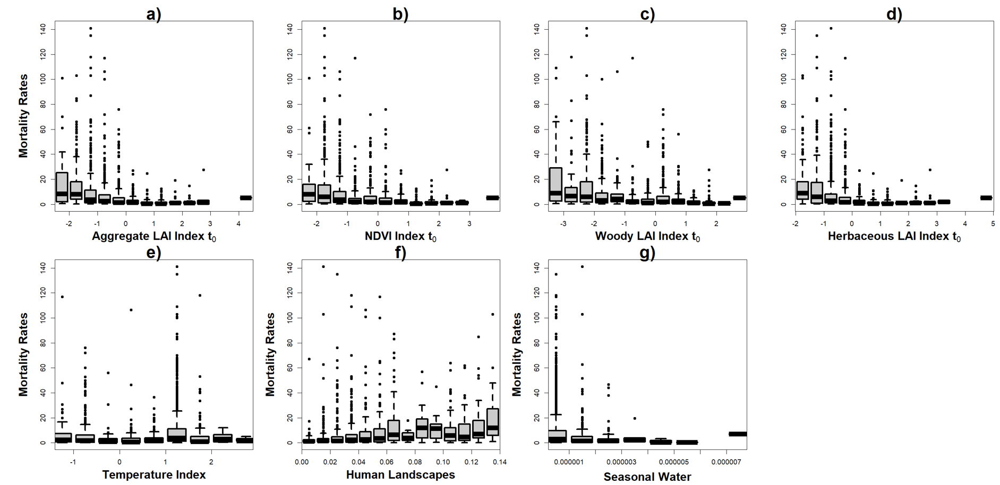 a)
b)
c)
d)
Mortality Rates
0 20 40 60 80 100 120 140
-2 -1 0 1 2 3 4
Aggregate LAI Index t0
0 20 40 60 80 100 120 140
-2 -1 0 1 2 3
NDVI Index t0
0 20 40 60 80 100 120 140
-3 -2 -1 0 1 2
Woody LAI Index t0
0 20 40 60 80 100 120 140
-2 -1 0 1 2 3 4 5
Herbaceous LAI Index t0
e)
f)
g)
Mortality Rates
0 20 40 60 80 100 120 140
-1 0 1 2
Temperature Index
Mortality Rates
0 20 40 60 80 100 120 140
0.00 0.02 0.04 0.06 0.08 0.10 0.12 0.14
Human Landscapes
Mortality Rates
0 20 40 60 80 100 120 140
0.000001 0.000003 0.000005 0.000007
Seasonal Water